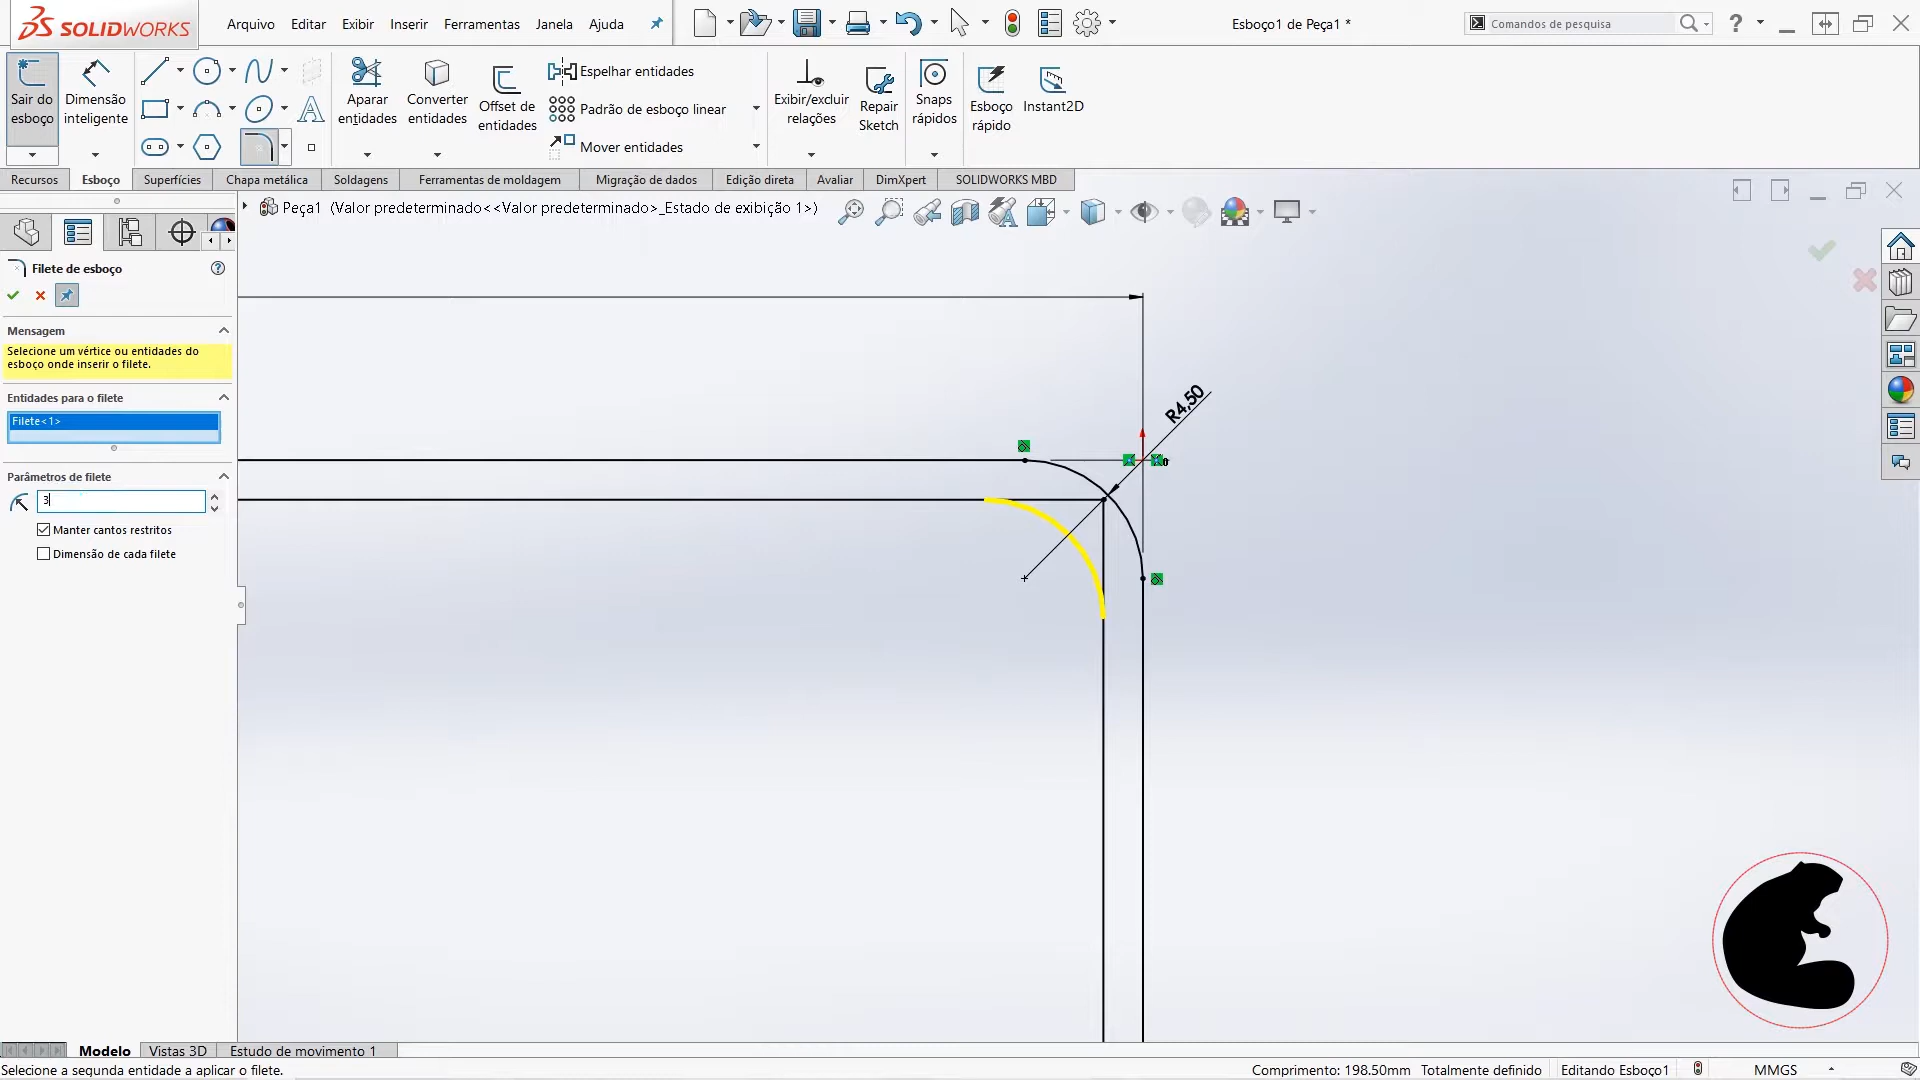 SOLIDWORKS
Arquivo
Editar
Exibir
Inserir
Ferramentas
Janela
Ajuda
Esboço1 de Peça1 *
Comandos de pesquisa
Sair do
esboço
Dimensão
inteligente
Aparar
entidades
Converter
entidades
Offset de
entidades
Espelhar entidades
Padrão de esboço linear
Mover entidades
Exibir/excluir
relações
Repair
Sketch
Snaps
rápidos
Esboço
rápido
Instant2D
Recursos
Esboço
Superfícies
Chapa metálica
Soldagens
Ferramentas de moldagem
Migração de dados
Edição direta
Avaliar
DimXpert
SOLIDWORKS MBD
Peça1 (Valor predeterminado<<Valor predeterminado>_Estado de exibição 1>)
Filete de esboço
Mensagem
Selecione um vértice ou entidades do
esboço onde inserir o filete.
Entidades para o filete
Filete<1>
Parâmetros de filete
3
Manter cantos restritos
Dimensão de cada filete
R4,50
Modelo
Vistas 3D
Estudo de movimento 1
Selecione a segunda entidade a aplicar o filete.
Comprimento: 198.50mm
Totalmente definido
Editando Esboço1
MMGS